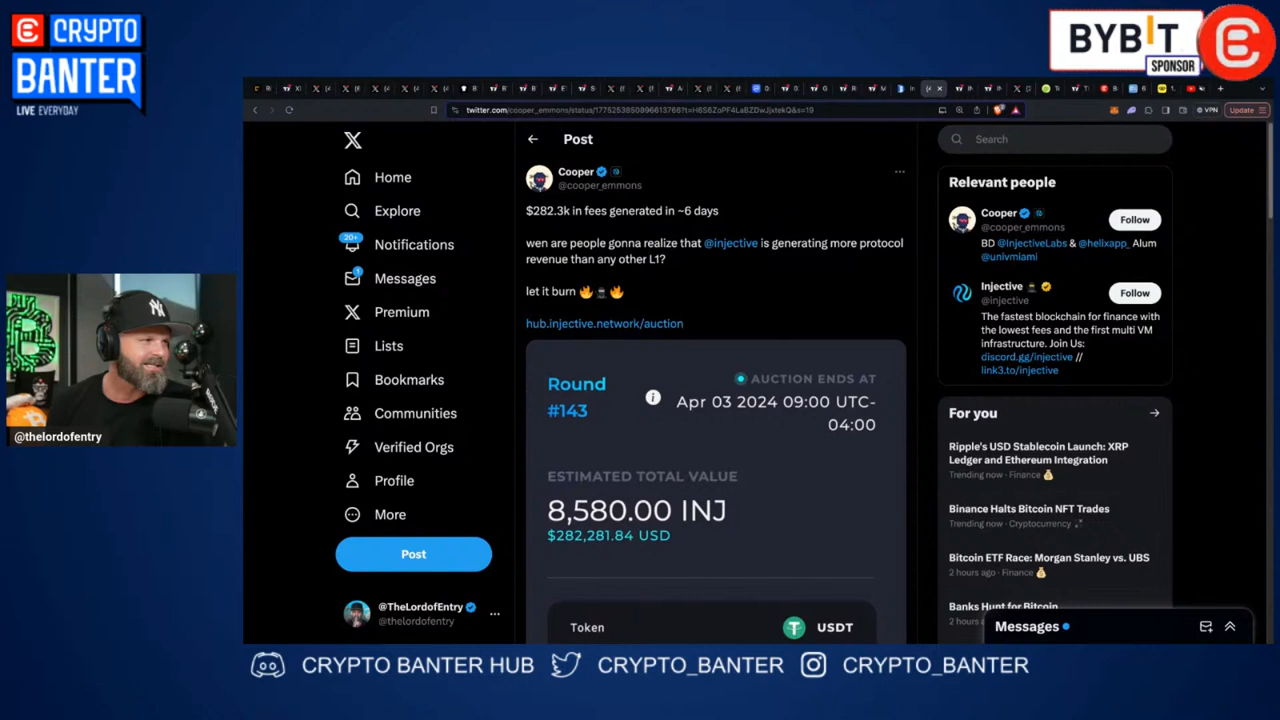 CRYPTO
BANTER
LIVE EVERYDAY
BYBIT
SPONSOR
VPN
Update
Post
Search
Home
Explore
20+
Notifications
1
Messages
Premium
Lists
Bookmarks
Communities
Verified Orgs
Profile
More
Post
@TheLordofEntry
@thelordofentry
Cooper
@cooper_emmons
$282.3k in fees generated in ~6 days
wen are people gonna realize that @injective is generating more protocol
revenue than any other L1?
let it burn 🔥🥷🔥
hub.injective.network/auction
Round
#143
AUCTION ENDS AT
Apr 03 2024 09:00 UTC-
04:00
ESTIMATED TOTAL VALUE
8,580.00 INJ
$282,281.84 USD
Token
USDT
Relevant people
Cooper
@cooper_emmons
Follow
BD @InjectiveLabs & @helixapp_ Alum
@univmiami
Injective
@injective
Follow
The fastest blockchain for finance with
the lowest fees and the first multi VM
infrastructure. Join Us:
discord.gg/injective //
link3.to/injective
For you
Ripple's USD Stablecoin Launch: XRP
Ledger and Ethereum Integration
Trending now · Finance 💰
Binance Halts Bitcoin NFT Trades
Trending now · Cryptocurrency
Bitcoin ETF Race: Morgan Stanley vs. UBS
2 hours ago · Finance 💰
Banks Hunt for Bitcoin
2 hours a
Messages
@thelordofentry
CRYPTO BANTER HUB
CRYPTO_BANTER
CRYPTO_BANTER